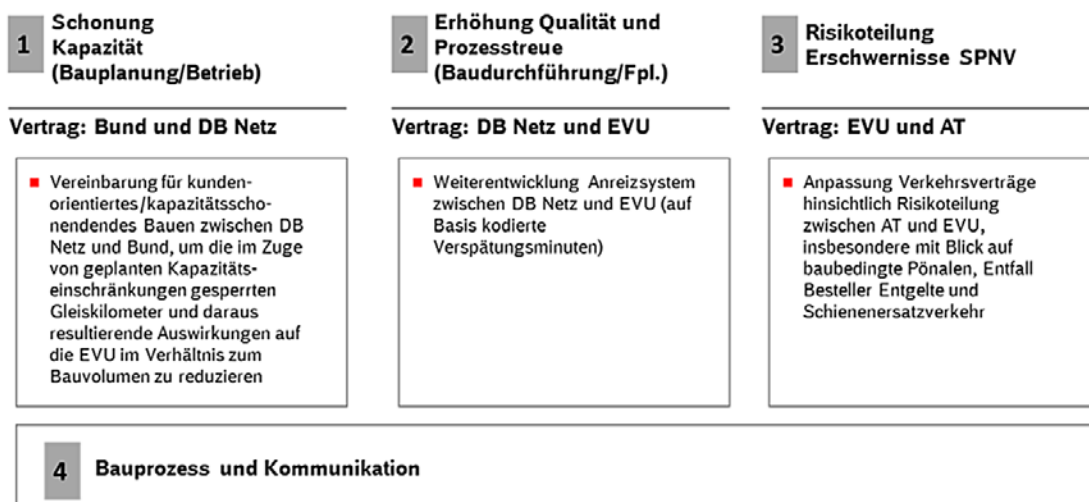 1
Schonung
Kapazität
(Bauplanung/Betrieb)
Vertrag: Bund und DB Netz
Vereinbarung für kunden-
orientiertes/kapazitätsscho-
nendendes Bauen zwischen DB
Netz und Bund, um die im Zuge
von geplanten Kapazitäts-
einschränkungen gesperrten
Gleiskilometer und daraus
resultierende Auswirkungen auf
die EVU im Verhältnis zum
Bauvolumen zu reduzieren
2
Erhöhung Qualität und
Prozesstreue
(Baudurchführung/Fpl.)
Vertrag: DB Netz und EVU
Weiterentwicklung Anreizsystem
zwischen DB Netz und EVU (auf
Basis kodierte
Verspätungsminuten)
3
Risikoteilung
Erschwernisse SPNV
Vertrag: EVU und AT
Anpassung Verkehrsverträge
hinsichtlich Risikoteilung
zwischen AT und EVU,
insbesondere mit Blick auf
baubedingte Pönalen, Entfall
Besteller Entgelte und
Schienenersatzverkehr
4
Bauprozess und Kommunikation